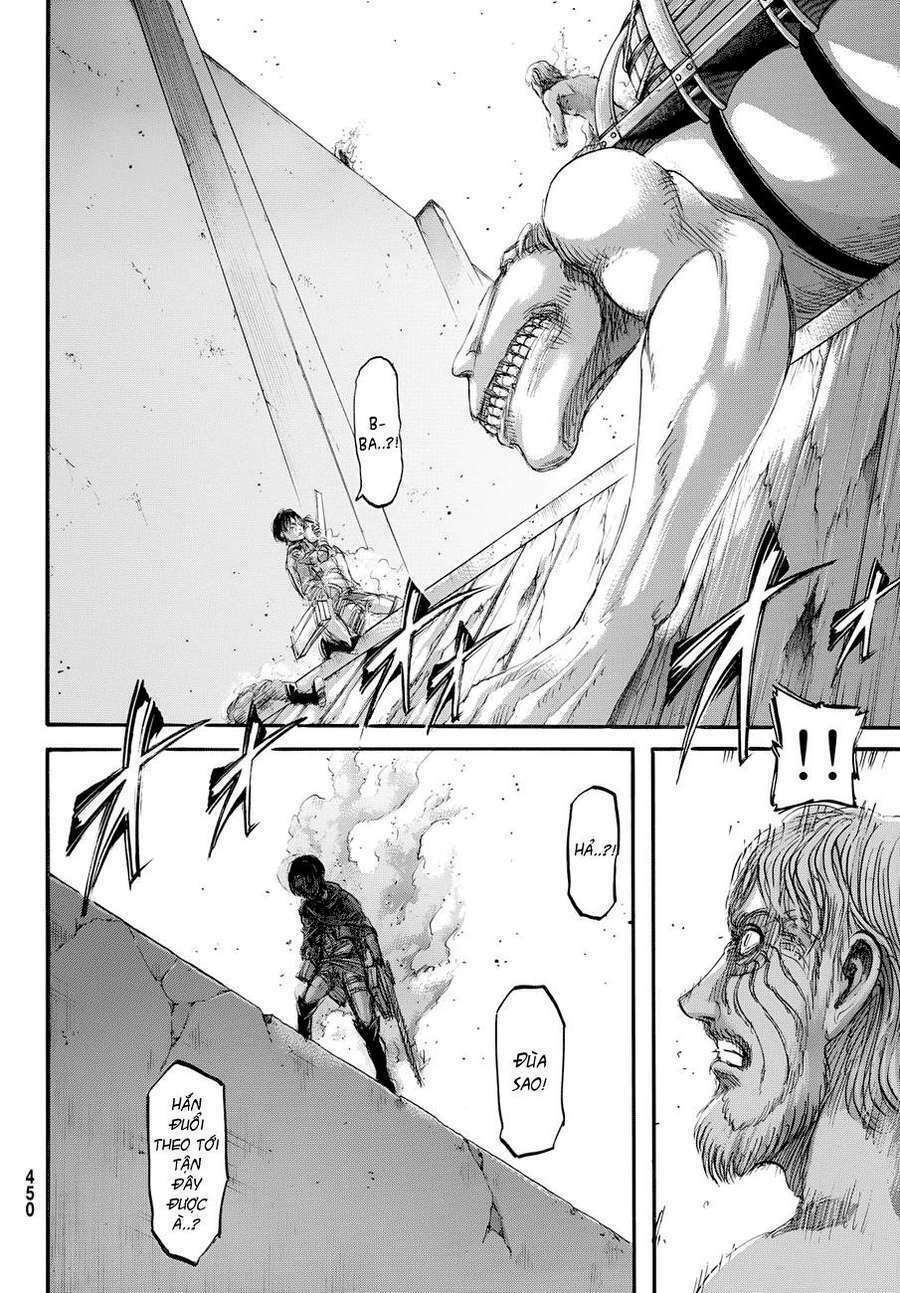 B-
BA..?!
!!
HẢ..?!
ĐÙA
SAO!
HẮN
ĐUỔI
THEO TỚI
TẬN
ĐÂY
ĐƯỢC
À..?
450